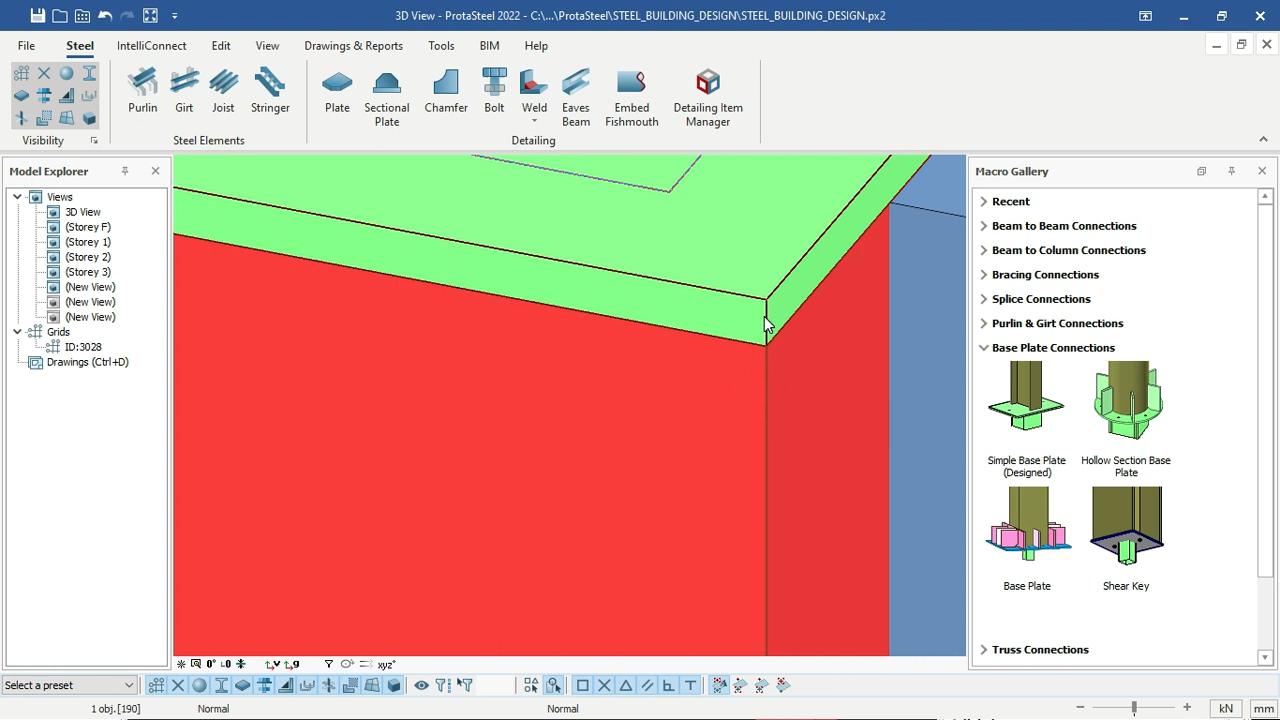 3D View - ProtaSteel 2022 - C:\...\ProtaSteel\STEEL_BUILDING_DESIGN\STEEL_BUILDING_DESIGN.px2
File Steel IntelliConnect Edit View Drawings & Reports Tools BIM Help
Purlin Girt Joist Stringer Plate Sectional Plate Chamfer Bolt Weld Eaves Beam Embed Fishmouth Detailing Item Manager
Visibility Steel Elements Detailing
Model Explorer
Views
3D View
(Storey F)
(Storey 1)
(Storey 2)
(Storey 3)
(New View)
(New View)
(New View)
Grids
ID:3028
Drawings (Ctrl+D)
Macro Gallery
Recent
Beam to Beam Connections
Beam to Column Connections
Bracing Connections
Splice Connections
Purlin & Girt Connections
Base Plate Connections
Simple Base Plate (Designed)
Hollow Section Base Plate
Base Plate
Shear Key
Truss Connections
xyz
Select a preset
1 obj.[190] Normal Normal kN mm